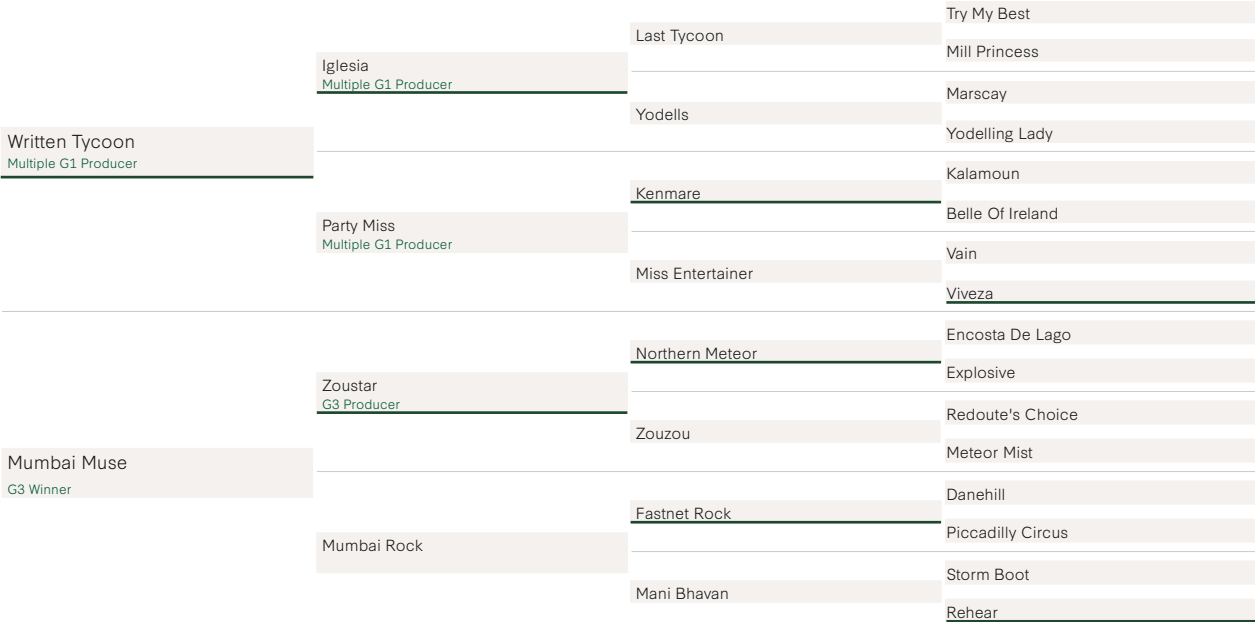 Written Tycoon
Multiple G1 Producer
Mumbai Muse
G3 Winner
Iglesia
Multiple G1 Producer
Party Miss
Multiple G1 Producer
Zoustar
G3 Producer
Mumbai Rock
Last Tycoon
Yodells
Kenmare
Miss Entertainer
Northern Meteor
Zouzou
Fastnet Rock
Mani Bhavan
Try My Best
Mill Princess
Marscay
Yodelling Lady
Kalamoun
Belle Of Ireland
Vain
Viveza
Encosta De Lago
Explosive
Redoute's Choice
Meteor Mist
Danehill
Piccadilly Circus
Storm Boot
Rehear